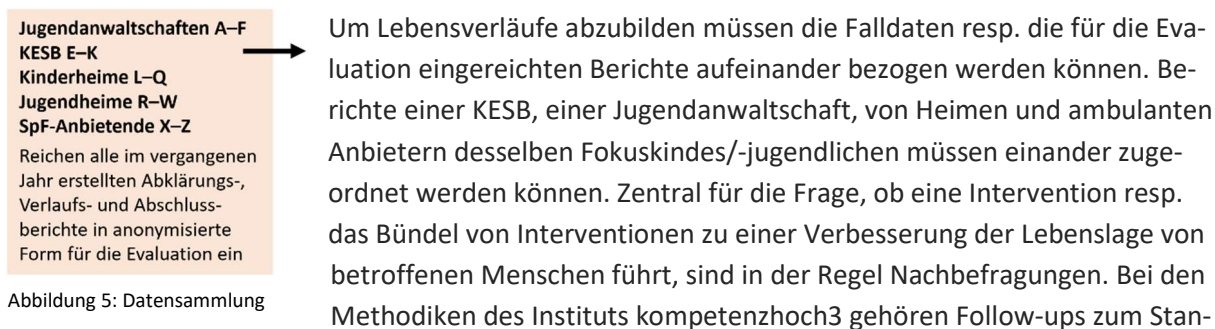 Jugendanwaltschaften A–F
KESB E–K
Kinderheime L–Q
Jugendheime R–W
SpF-Anbietende X–Z
Reichen alle im vergangenen
Jahr erstellten Abklärungs-,
Verlaufs- und Abschluss-
berichte in anonymisierte
Form für die Evaluation ein
Abbildung 5: Datensammlung
Um Lebensverläufe abzubilden müssen die Falldaten resp. die für die Eva-
luation eingereichten Berichte aufeinander bezogen werden können. Be-
richte einer KESB, einer Jugendanwaltschaft, von Heimen und ambulanten
Anbietern desselben Fokuskindes/-jugendlichen müssen einander zuge-
ordnet werden können. Zentral für die Frage, ob eine Intervention resp.
das Bündel von Interventionen zu einer Verbesserung der Lebenslage von
betroffenen Menschen führt, sind in der Regel Nachbefragungen. Bei den
Methodiken des Instituts kompetenzhoch3 gehören Follow-ups zum Stan-